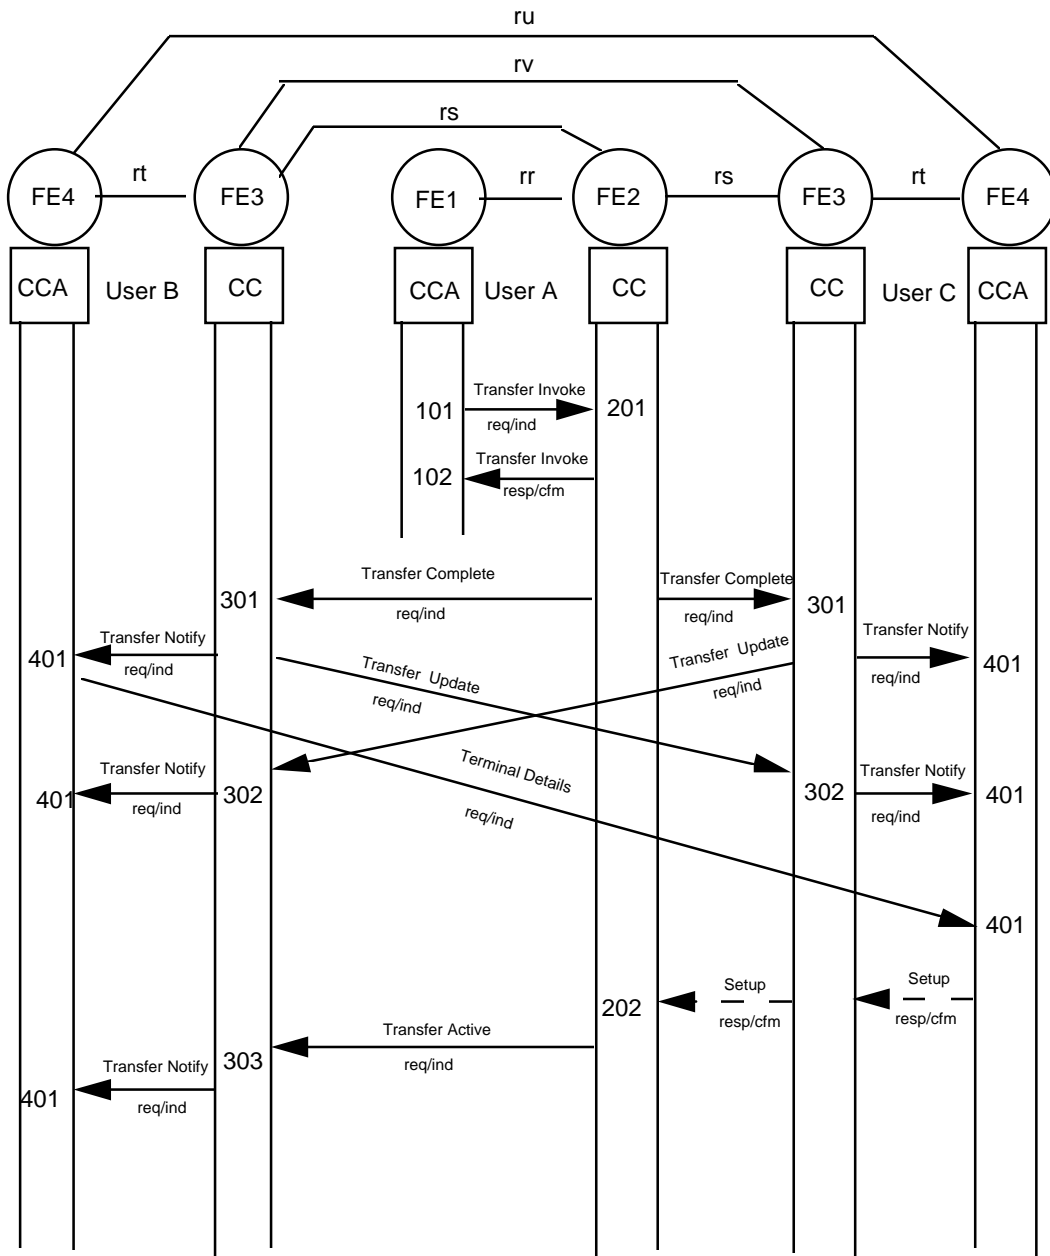 ru
rv
rs
rt
rr
rs
rt
FE4
FE3
FE1
FE2
FE3
FE4
CCA
User B
CC
CCA
User A
CC
CC
User C
CCA
101
Transfer Invoke
req/ind
201
102
Transfer Invoke
resp/cfm
301
Transfer Complete
req/ind
Transfer Complete
req/ind
301
401
Transfer Notify
req/ind
Transfer Update
req/ind
Transfer Update
req/ind
Transfer Notify
req/ind
401
401
Transfer Notify
req/ind
302
Terminal Details
req/ind
302
Transfer Notify
req/ind
401
401
202
Setup
resp/cfm
Setup
resp/cfm
303
Transfer Active
req/ind
401
Transfer Notify
req/ind